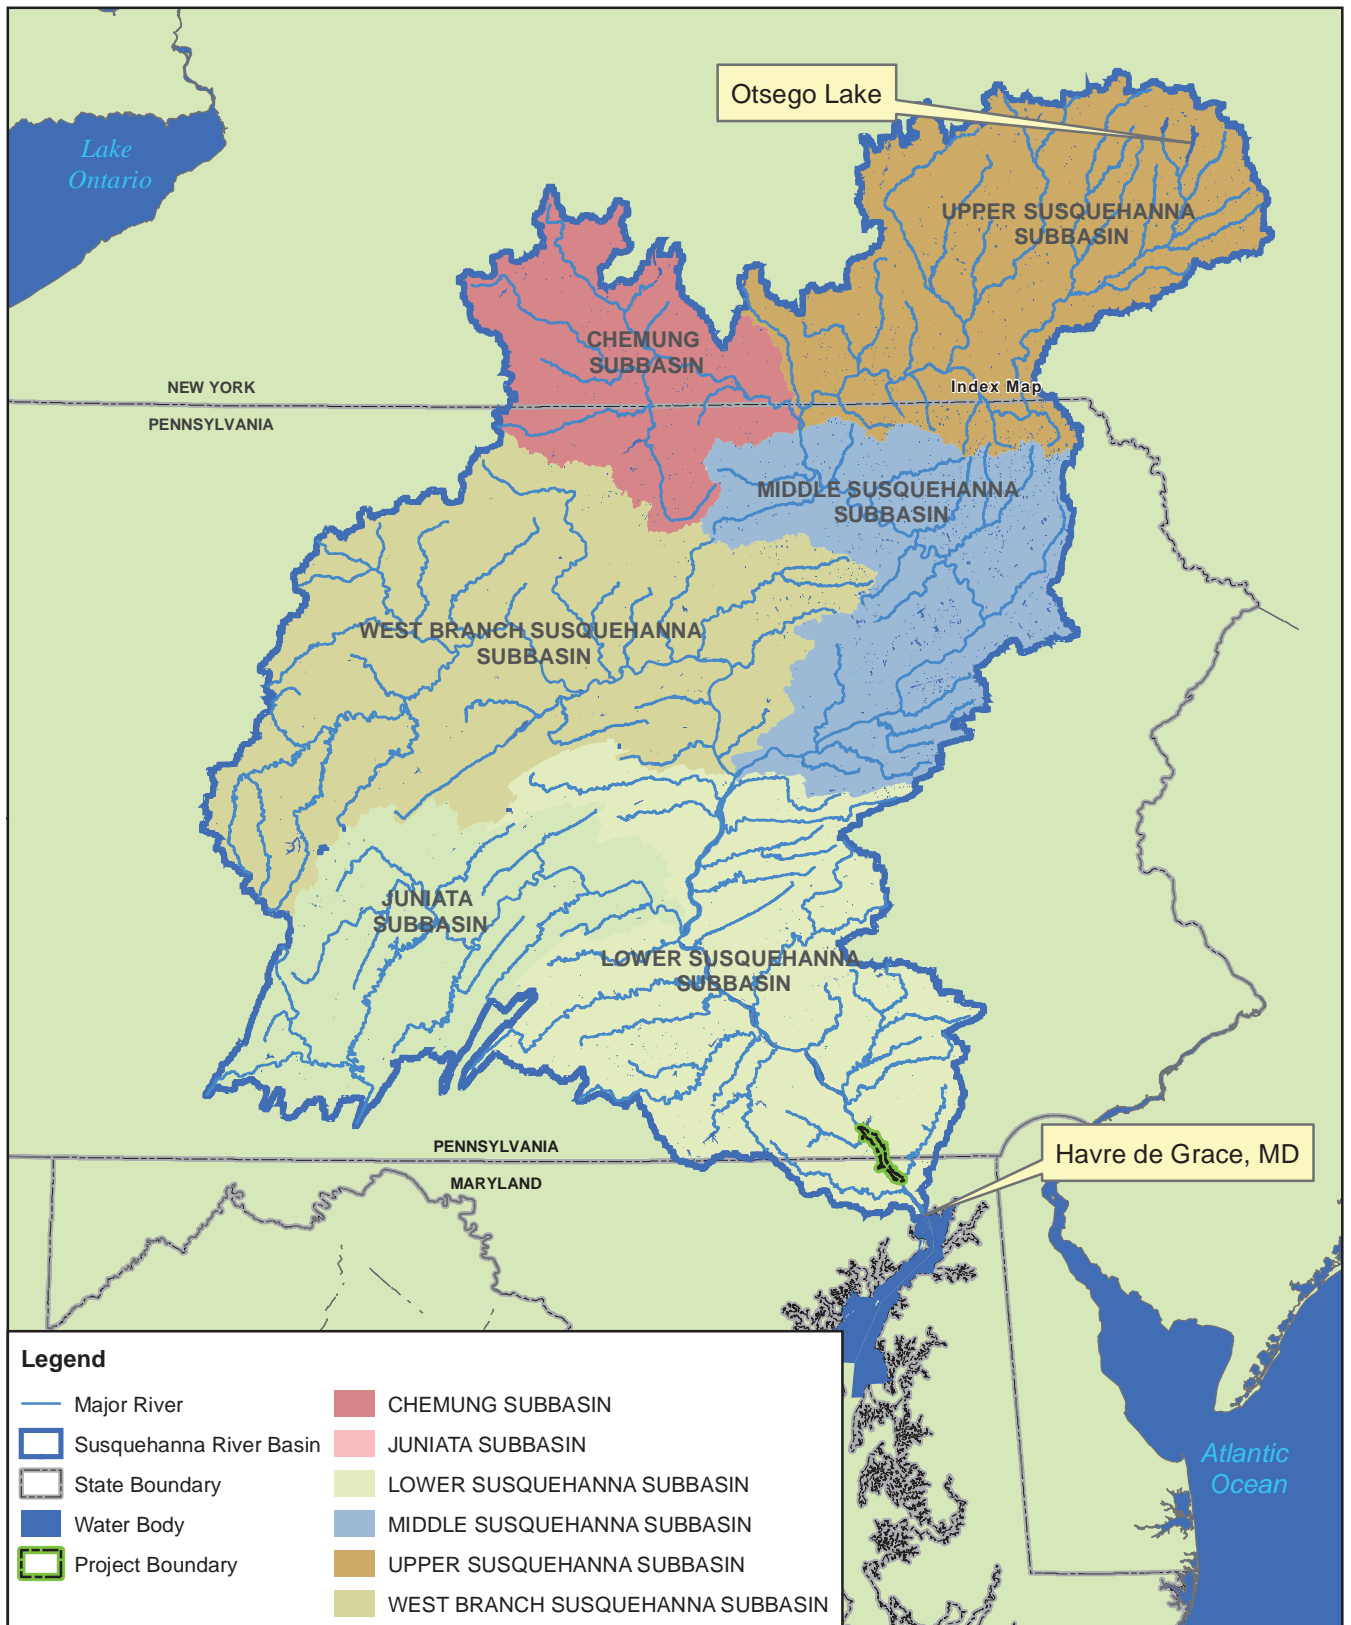 Otsego Lake
Lake
Ontario
UPPER SUSQUEHANNA
SUBBASIN
CHEMUNG
SUBBASIN
NEW YORK
Index Map
PENNSYLVANIA
MIDDLE SUSQUEHANNA
SUBBASIN
WEST BRANCH SUSQUEHANNA
SUBBASIN
JUNIATA
SUBBASIN
LOWER SUSQUEHANNA
SUBBASIN
PENNSYLVANIA
MARYLAND
Havre de Grace, MD
Atlantic
Ocean
Legend
Major River
Susquehanna River Basin
State Boundary
Water Body
Project Boundary
CHEMUNG SUBBASIN
JUNIATA SUBBASIN
LOWER SUSQUEHANNA SUBBASIN
MIDDLE SUSQUEHANNA SUBBASIN
UPPER SUSQUEHANNA SUBBASIN
WEST BRANCH SUSQUEHANNA SUBBASIN